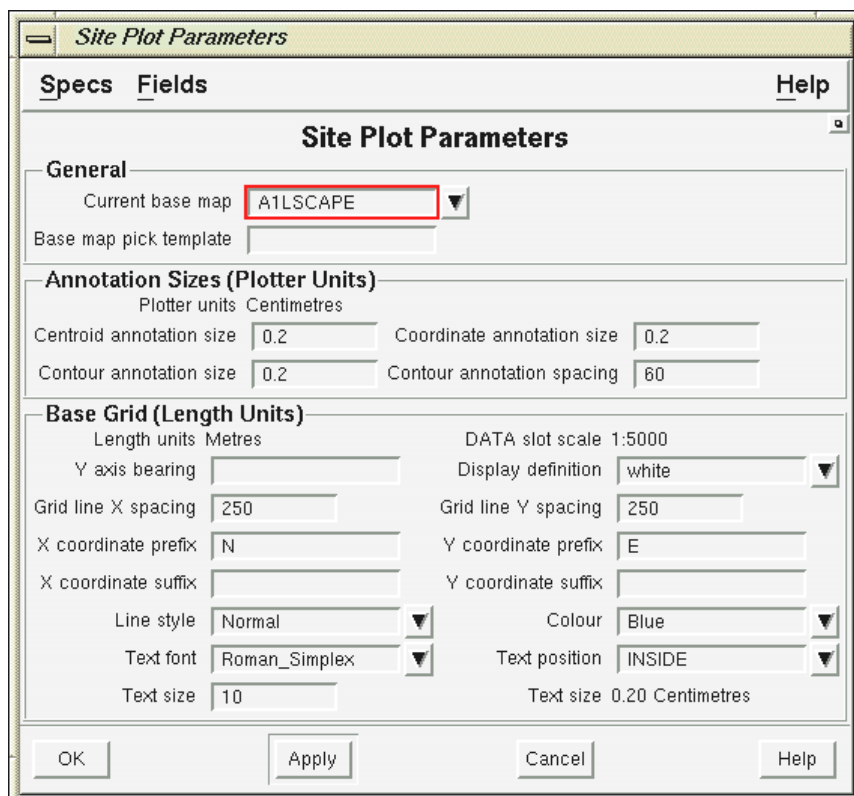 Site Plot Parameters
Specs Fields Help
Site Plot Parameters
General
Current base map A1LSCAPE
Base map pick template
Annotation Sizes (Plotter Units)
Plotter units Centimetres
Centroid annotation size 0.2 Coordinate annotation size 0.2
Contour annotation size 0.2 Contour annotation spacing 60
Base Grid (Length Units)
Length units Metres DATA slot scale 1:5000
Y axis bearing Display definition white
Grid line X spacing 250 Grid line Y spacing 250
X coordinate prefix N Y coordinate prefix E
X coordinate suffix Y coordinate suffix
Line style Normal Colour Blue
Text font Roman_Simplex Text position INSIDE
Text size 10 Text size 0.20 Centimetres
OK Apply Cancel Help